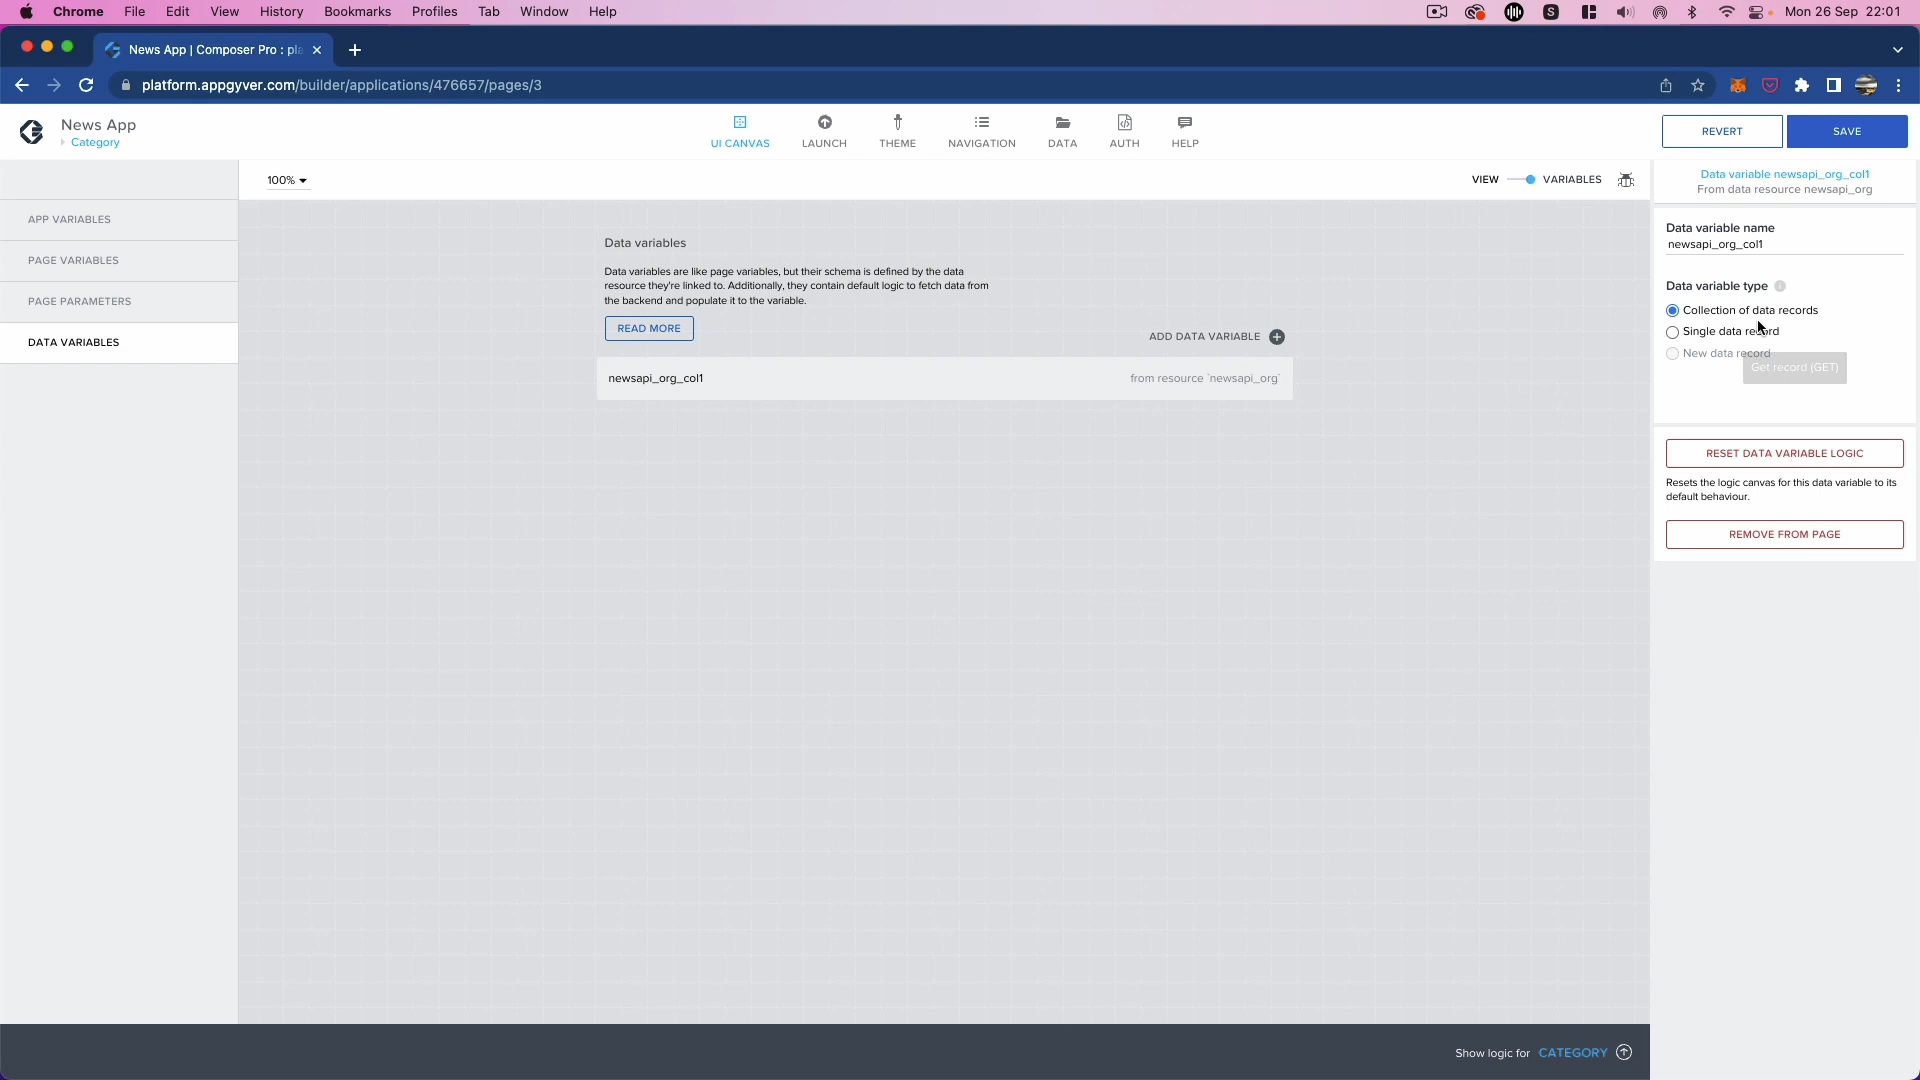 Chrome File Edit View History Bookmarks Profiles Tab Window Help
S
Mon 26 Sep 22:01
News App | Composer Pro : pla
platform.appgyver.com/builder/applications/476657/pages/3
News App
Category
UI CANVAS
LAUNCH
THEME
NAVIGATION
DATA
AUTH
HELP
REVERT
SAVE
100%
VIEW
VARIABLES
APP VARIABLES
PAGE VARIABLES
PAGE PARAMETERS
DATA VARIABLES
Data variables
Data variables are like page variables, but their schema is defined by the data
resource they're linked to. Additionally, they contain default logic to fetch data from
the backend and populate it to the variable.
READ MORE
ADD DATA VARIABLE
newsapi_org_col1
from resource `newsapi_org`
Data variable newsapi_org_col1
From data resource newsapi_org
Data variable name
newsapi_org_col1
Data variable type
Collection of data records
Single data record
New data record
Get record (GET)
RESET DATA VARIABLE LOGIC
Resets the logic canvas for this data variable to its
default behaviour.
REMOVE FROM PAGE
Show logic for CATEGORY